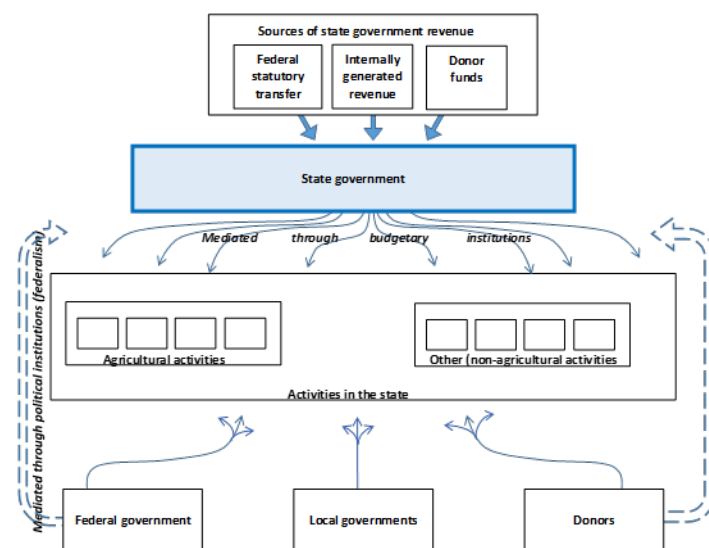 Sources of state government revenue
Federal
statutory
transfer
Internally
generated
revenue
Donor
funds
State government
Mediated through budgetary institutions
Mediated through political institutions (federalism)
Agricultural activities
Other (non-agricultural activities
Activities in the state
Federal government
Local governments
Donors